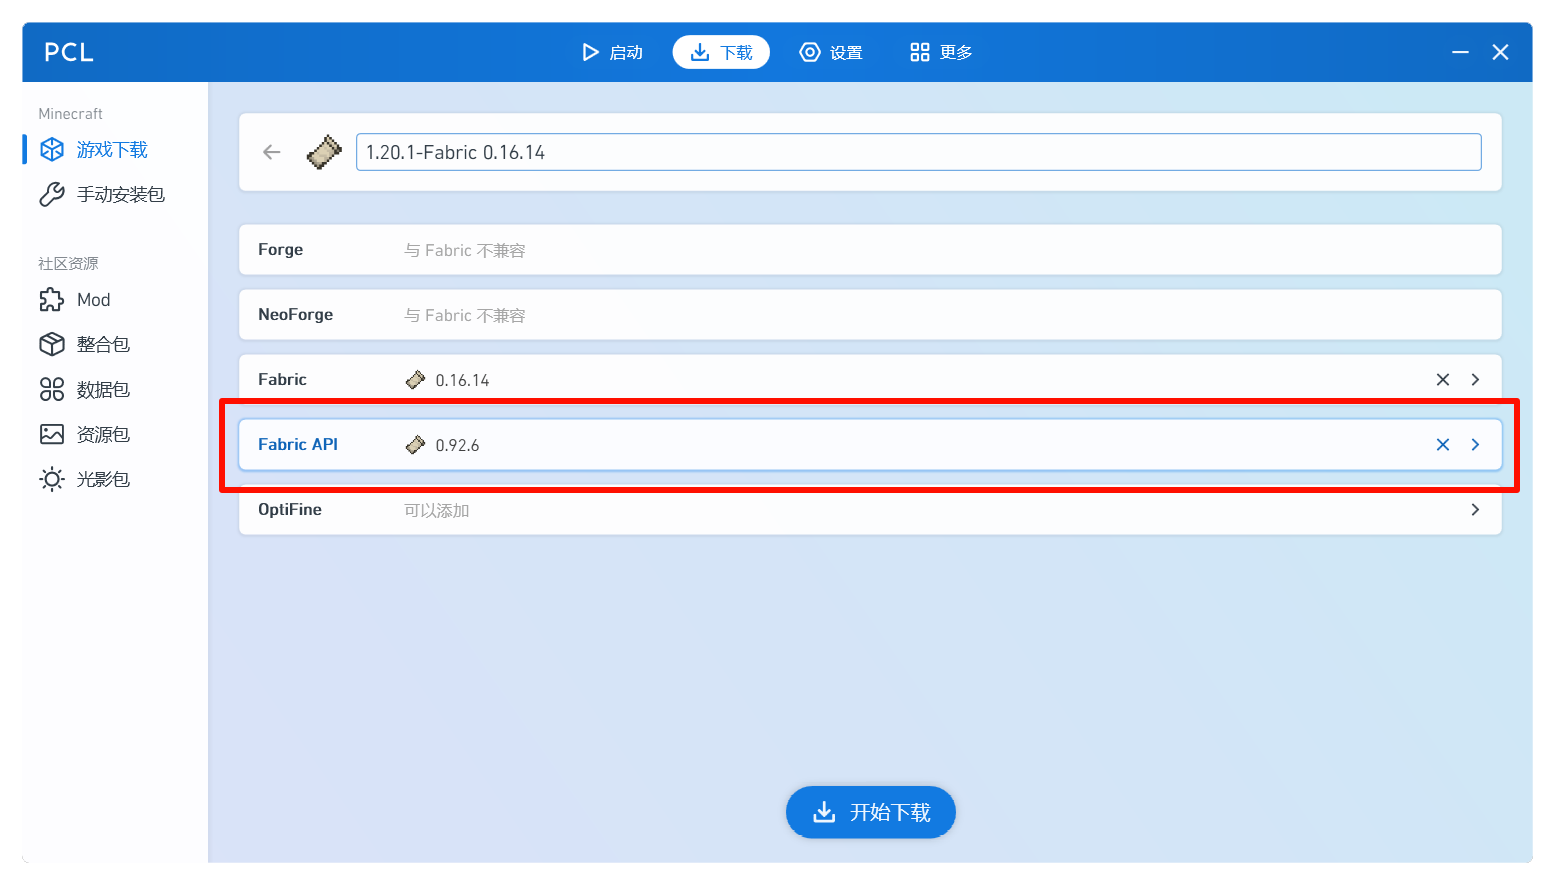 PCL
启动
下载
设置
更多
Minecraft
游戏下载
手动安装包
社区资源
Mod
整合包
数据包
资源包
光影包
1.20.1-Fabric 0.16.14
Forge 与 Fabric 不兼容
NeoForge 与 Fabric 不兼容
Fabric 0.16.14
Fabric API 0.92.6
OptiFine 可以添加
开始下载